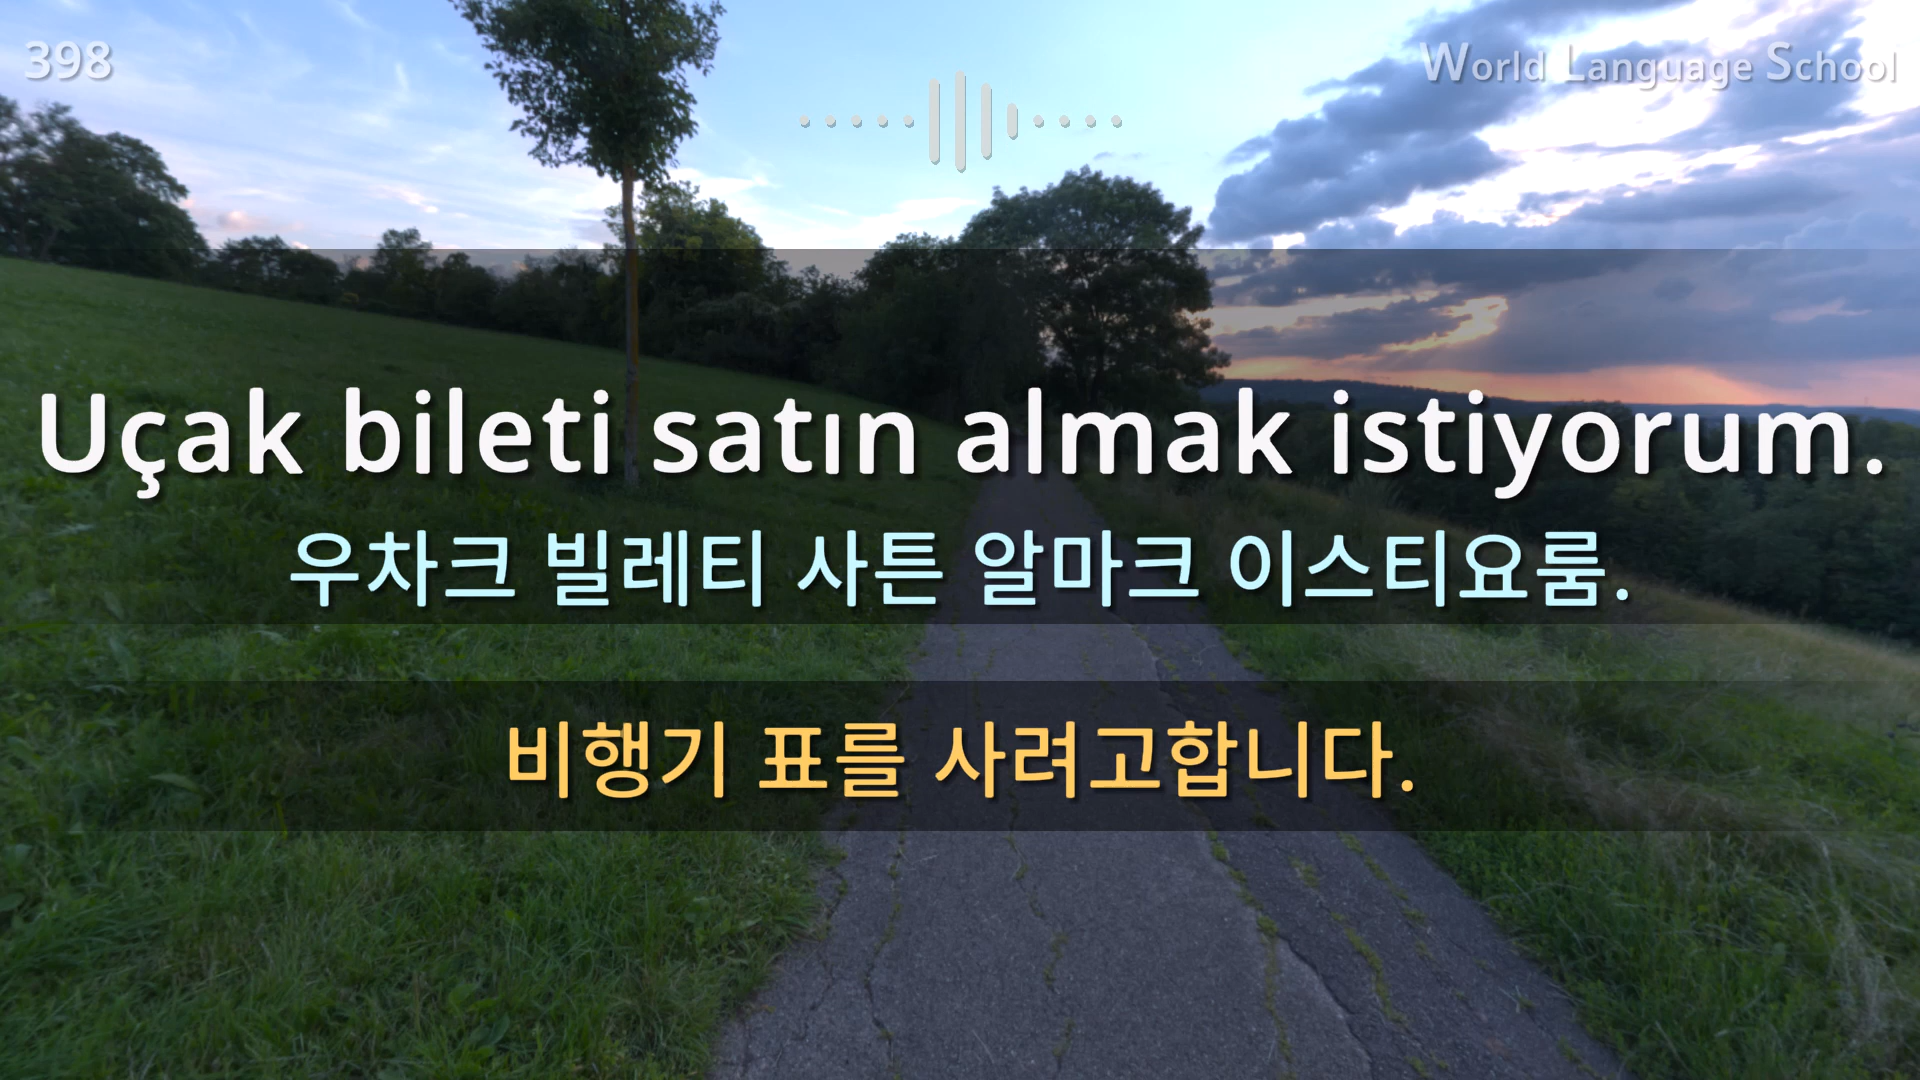 398
World Language School
Uçak bileti satın almak istiyorum.
우차크 빌레티 사튼 알마크 이스티요룸.
비행기 표를 사려고합니다.